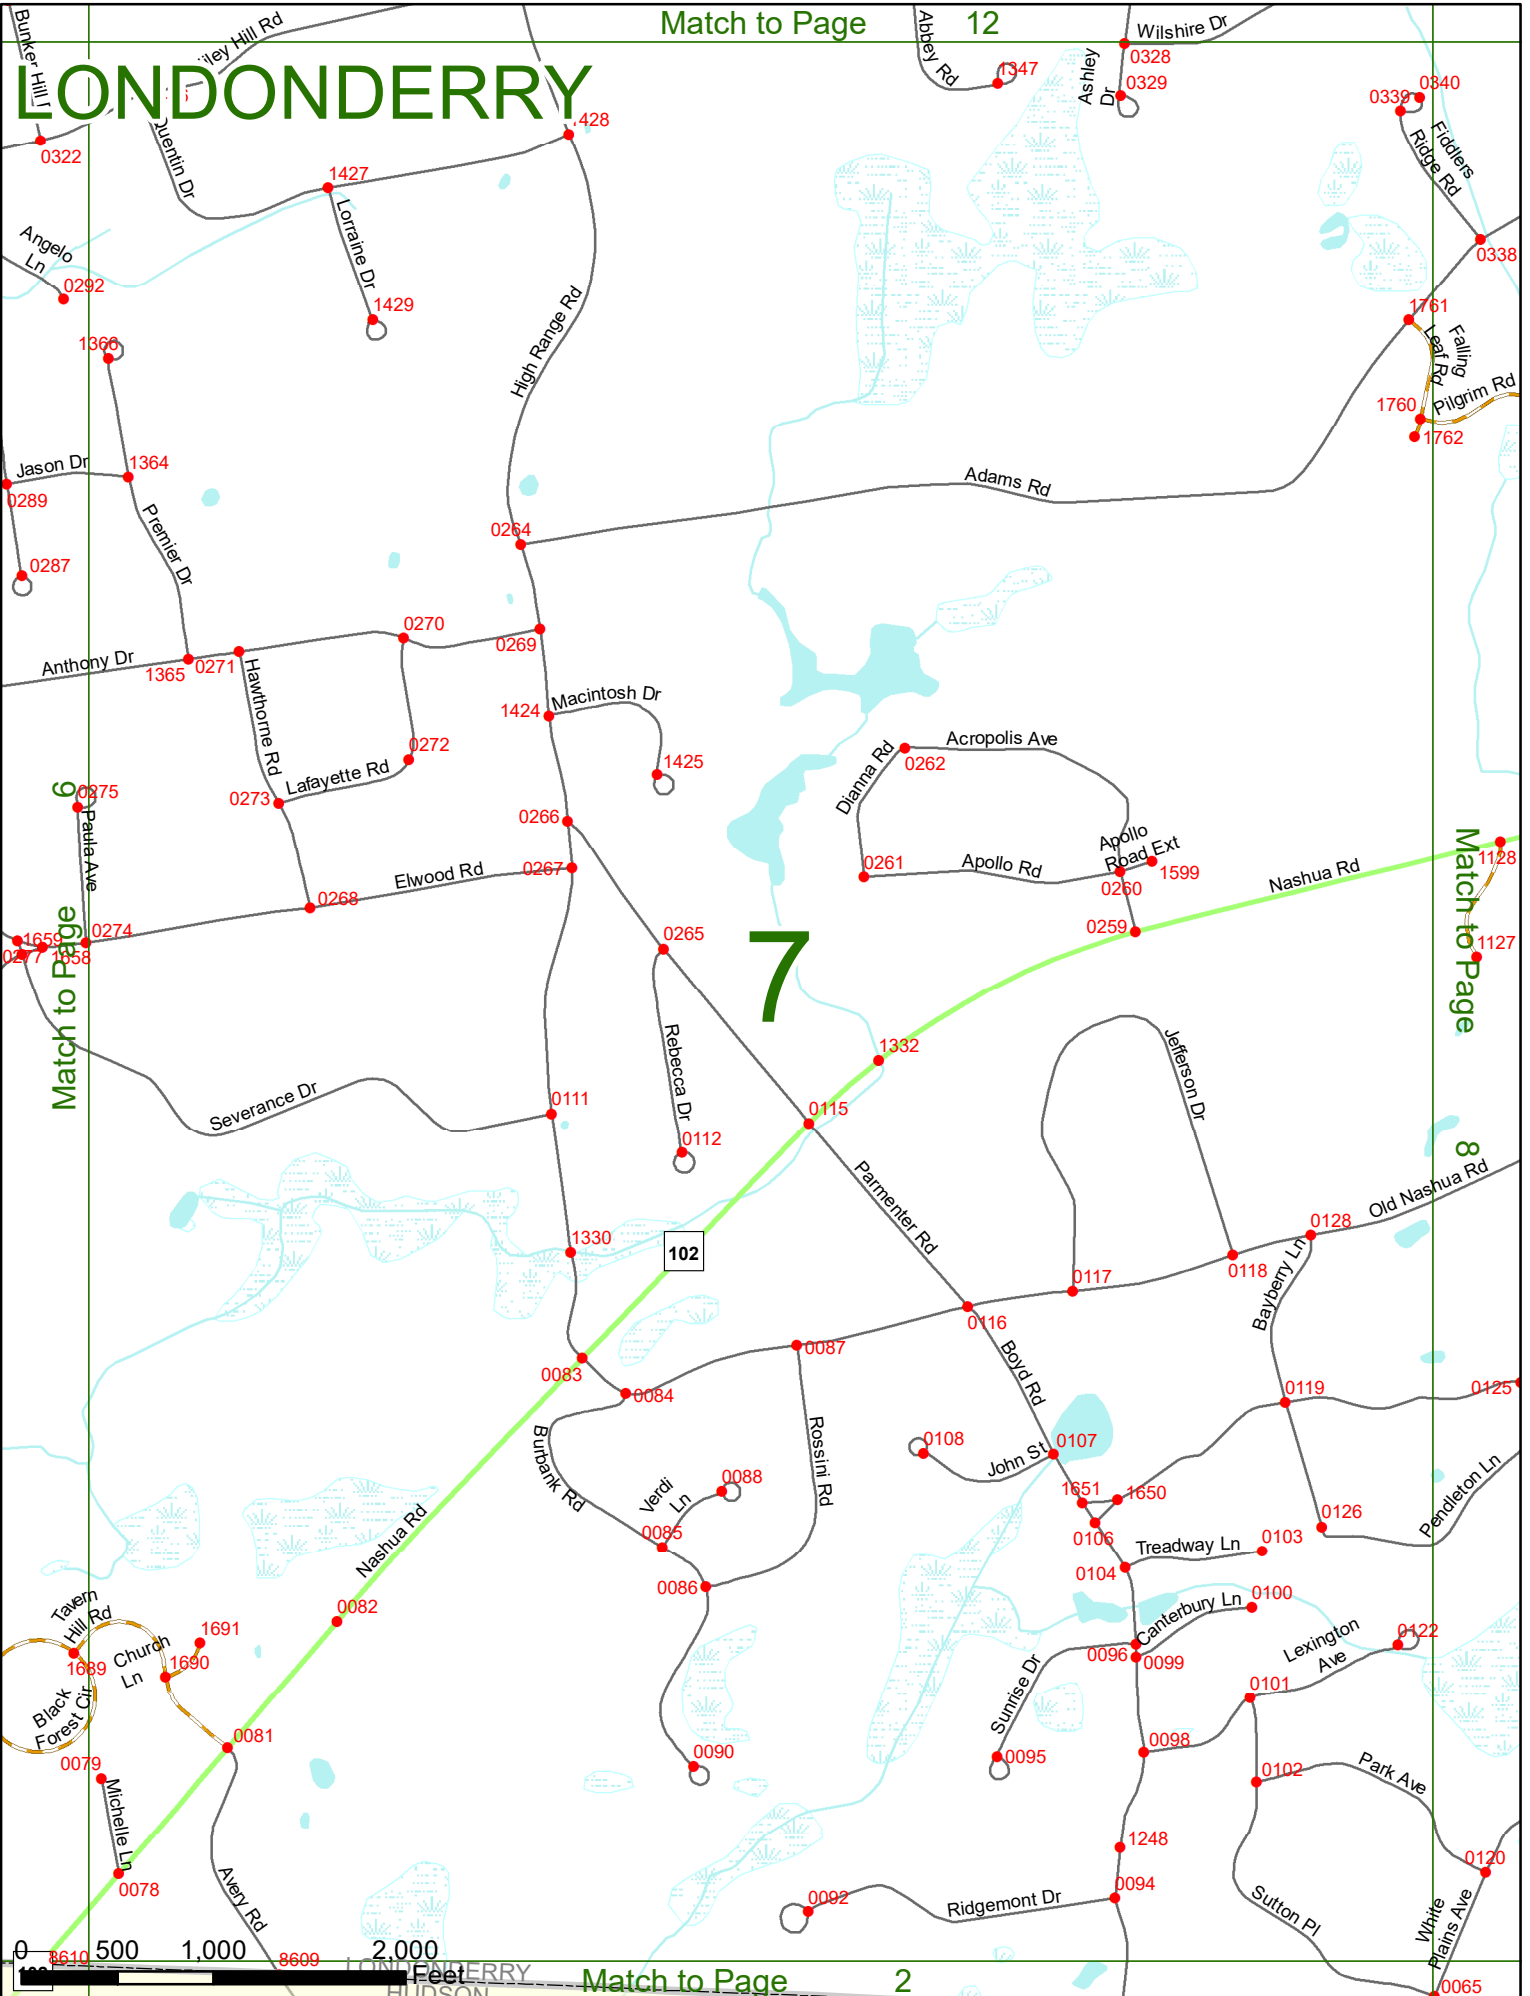 Match to Page 12
LONDONDERRY
Bunker Hill
iley Hill Rd
Abbey Rd
1347
Ashley Dr
Wilshire Dr
0328
0329
0339
0340
Fiddlers
Ridge Rd
0338
0322
Quentin Dr
1427
428
Lorraine Dr
1429
Angelo
Ln
0292
1366
High Range Rd
1761
Falling
Leaf Rd
1760
Pilgrim Rd
1762
Jason Dr
1364
0289
0287
Premier Dr
Adams Rd
0264
0270
0269
Anthony Dr
1365
0271
Hawthorne Rd
1424
Macintosh Dr
1425
0272
Lafayette Rd
0273
0262
Acropolis Ave
Dianna Rd
0275
Paula Ave
Match to Page 6
0266
0267
Elwood Rd
0268
0261
Apollo Rd
Apollo
Road Ext
1599
0260
0259
Nashua Rd
1128
1127
Match to Page 8
1659
0277
1658
0274
0265
7
Rebecca Dr
1332
0115
0112
0111
Severance Dr
Jefferson Dr
Parmenter Rd
1330
102
Old Nashua Rd
0128
0118
0117
0116
Bayberry Ln
0083
0084
0087
Boyd Rd
0119
0125
Burbank Rd
Rossini Rd
0108
John St
0107
Verdi
Ln
0088
1651
1650
0106
0126
Pendleton Ln
Nashua Rd
0085
0086
Treadway Ln
0103
0104
0082
Canterbury Ln
0100
Tavern
Hill Rd
1691
Church
Ln
1690
1689
Black
Forest Cir
0096
0099
Lexington
Ave
0122
Sunrise Dr
0101
0081
0079
Michelle Ln
0078
0090
0095
0098
0102
Park Ave
1248
0120
0092
Ridgemont Dr
0094
Avery Rd
Sutton Pl
White
Plains Ave
0065
8610
8609
0 500 1,000 2,000
Feet
LONDONDERRY
HUDSON
Match to Page 2